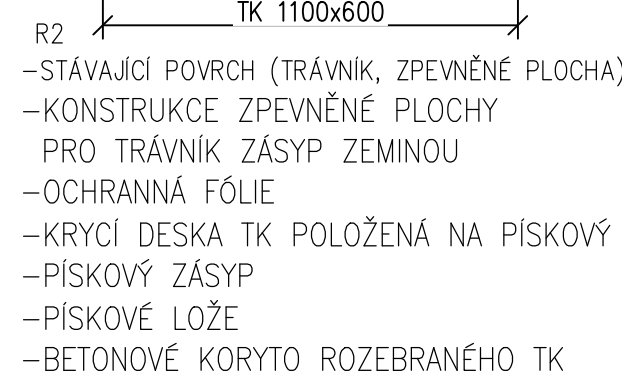 TK 1100x600
R2
-STÁVAJÍCÍ POVRCH (TRÁVNÍK, ZPEVNĚNÉ PLOCHA)
-KONSTRUKCE ZPEVNĚNÉ PLOCHY
PRO TRÁVNÍK ZÁSYP ZEMINOU
-OCHRANNÁ FÓLIE
-KRYCÍ DESKA TK POLOŽENÁ NA PÍSKOVÝ
-PÍSKOVÝ ZÁSYP
-PÍSKOVÉ LOŽE
-BETONOVÉ KORYTO ROZEBRANÉHO TK